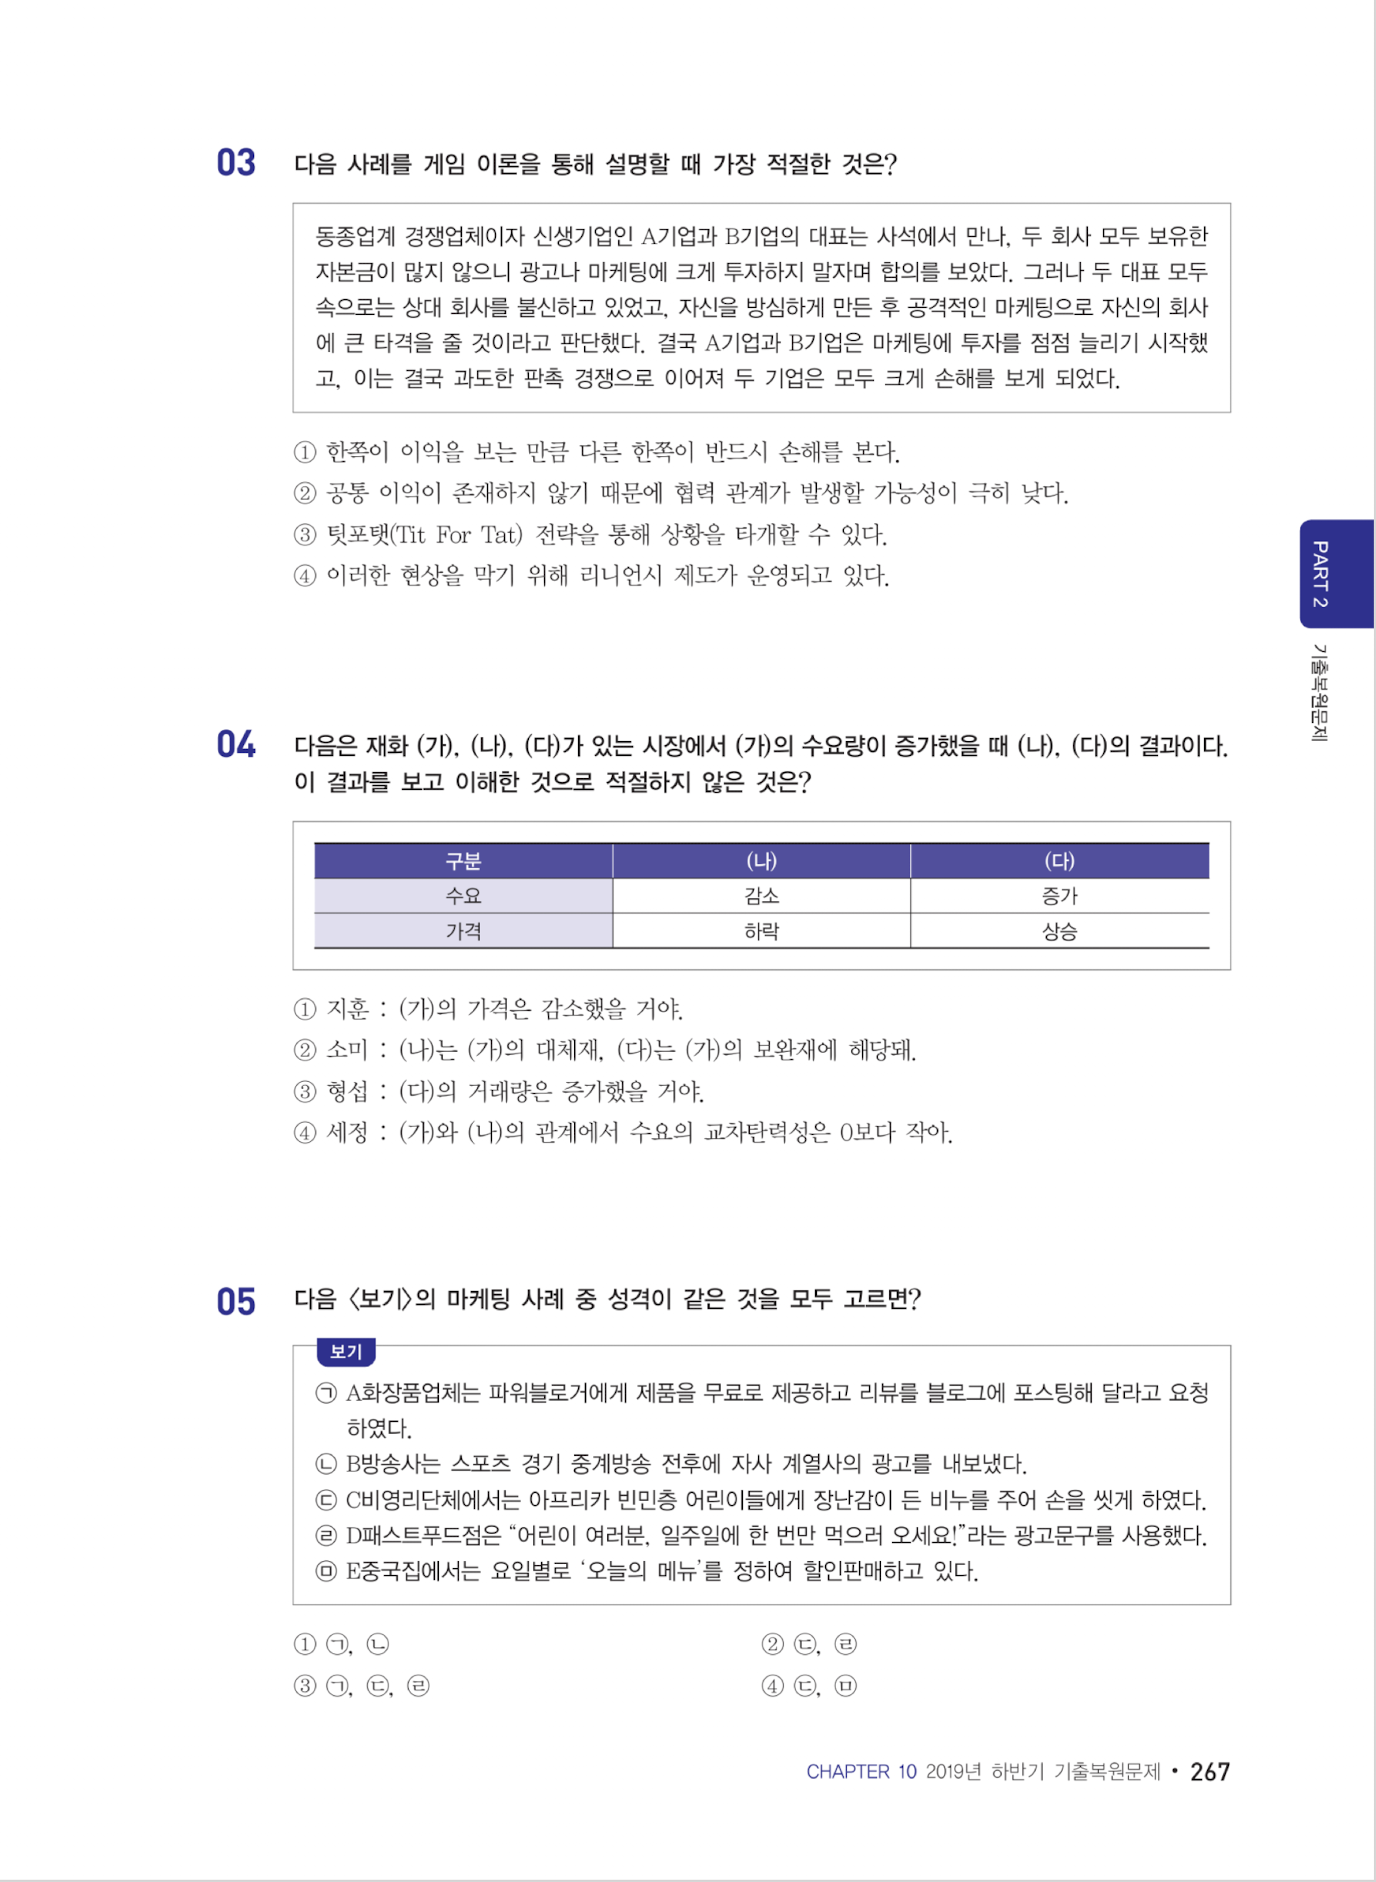 03 다음 사례를 게임 이론을 통해 설명할 때 가장 적절한 것은?
동종업계 경쟁업체이자 신생기업인 A기업과 B기업의 대표는 사석에서 만나, 두 회사 모두 보유한
자본금이 많지 않으니 광고나 마케팅에 크게 투자하지 말자며 합의를 보았다. 그러나 두 대표 모두
속으로는 상대 회사를 불신하고 있었고, 자신을 방심하게 만든 후 공격적인 마케팅으로 자신의 회사
에 큰 타격을 줄 것이라고 판단했다. 결국 A기업과 B기업은 마케팅에 투자를 점점 늘리기 시작했
고, 이는 결국 과도한 판촉 경쟁으로 이어져 두 기업은 모두 크게 손해를 보게 되었다.
① 한쪽이 이익을 보는 만큼 다른 한쪽이 반드시 손해를 본다.
② 공통 이익이 존재하지 않기 때문에 협력 관계가 발생할 가능성이 극히 낮다.
③ 팃포탯(Tit For Tat) 전략을 통해 상황을 타개할 수 있다.
④ 이러한 현상을 막기 위해 리니언시 제도가 운영되고 있다.
PART 2
기출복원문제
04 다음은 재화 (가), (나), (다)가 있는 시장에서 (가)의 수요량이 증가했을 때 (나), (다)의 결과이다.
이 결과를 보고 이해한 것으로 적절하지 않은 것은?
구분 (나) (다)
수요 감소 증가
가격 하락 상승
① 지훈 : (가)의 가격은 감소했을 거야.
② 소미 : (나)는 (가)의 대체재, (다)는 (가)의 보완재에 해당돼.
③ 형섭 : (다)의 거래량은 증가했을 거야.
④ 세정 : (가)와 (나)의 관계에서 수요의 교차탄력성은 0보다 작아.
05 다음 〈보기〉의 마케팅 사례 중 성격이 같은 것을 모두 고르면?
보기
㉠ A화장품업체는 파워블로거에게 제품을 무료로 제공하고 리뷰를 블로그에 포스팅해 달라고 요청
하였다.
㉡ B방송사는 스포츠 경기 중계방송 전후에 자사 계열사의 광고를 내보냈다.
㉢ C비영리단체에서는 아프리카 빈민층 어린이들에게 장난감이 든 비누를 주어 손을 씻게 하였다.
㉣ D패스트푸드점은 “어린이 여러분, 일주일에 한 번만 먹으러 오세요!”라는 광고문구를 사용했다.
㉤ E중국집에서는 요일별로 ‘오늘의 메뉴’를 정하여 할인판매하고 있다.
① ㉠, ㉡ ② ㉢, ㉣
③ ㉠, ㉢, ㉣ ④ ㉢, ㉤
CHAPTER 10 2019년 하반기 기출복원문제 • 267